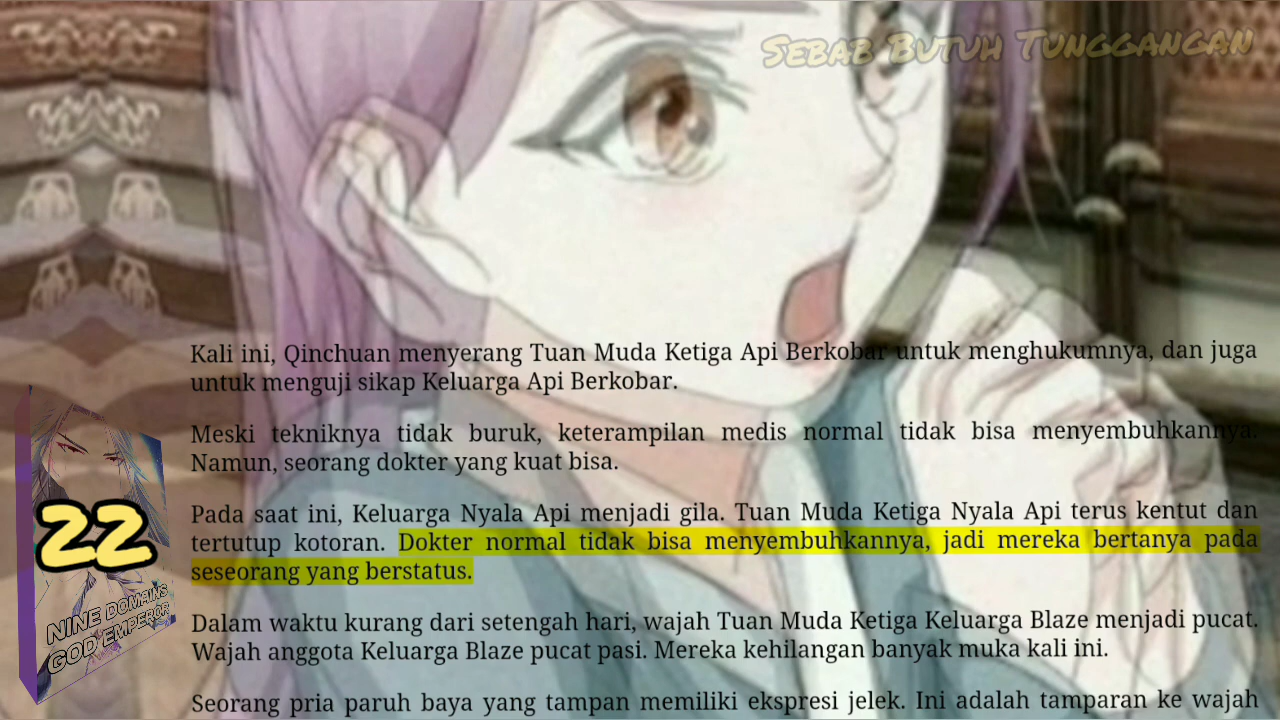 Sebab Butuh Tunggangan
Kali ini, Qinchuan menyerang Tuan Muda Ketiga Api Berkobar untuk menghukumnya, dan juga
untuk menguji sikap Keluarga Api Berkobar.
Meski tekniknya tidak buruk, keterampilan medis normal tidak bisa menyembuhkannya.
Namun, seorang dokter yang kuat bisa.
Pada saat ini, Keluarga Nyala Api menjadi gila. Tuan Muda Ketiga Nyala Api terus kentut dan
tertutup kotoran. Dokter normal tidak bisa menyembuhkannya, jadi mereka bertanya pada
seseorang yang berstatus.
Dalam waktu kurang dari setengah hari, wajah Tuan Muda Ketiga Keluarga Blaze menjadi pucat.
Wajah anggota Keluarga Blaze pucat pasi. Mereka kehilangan banyak muka kali ini.
Seorang pria paruh baya yang tampan memiliki ekspresi jelek. Ini adalah tamparan ke wajah
22
NINE DOMAINS
GOD EMPEROR